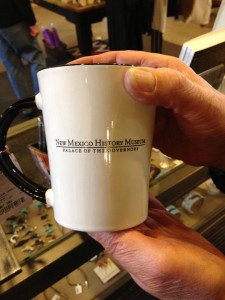 NEW MEXICO HISTORY MUSEUM
PALACE OF THE GOVERNORS